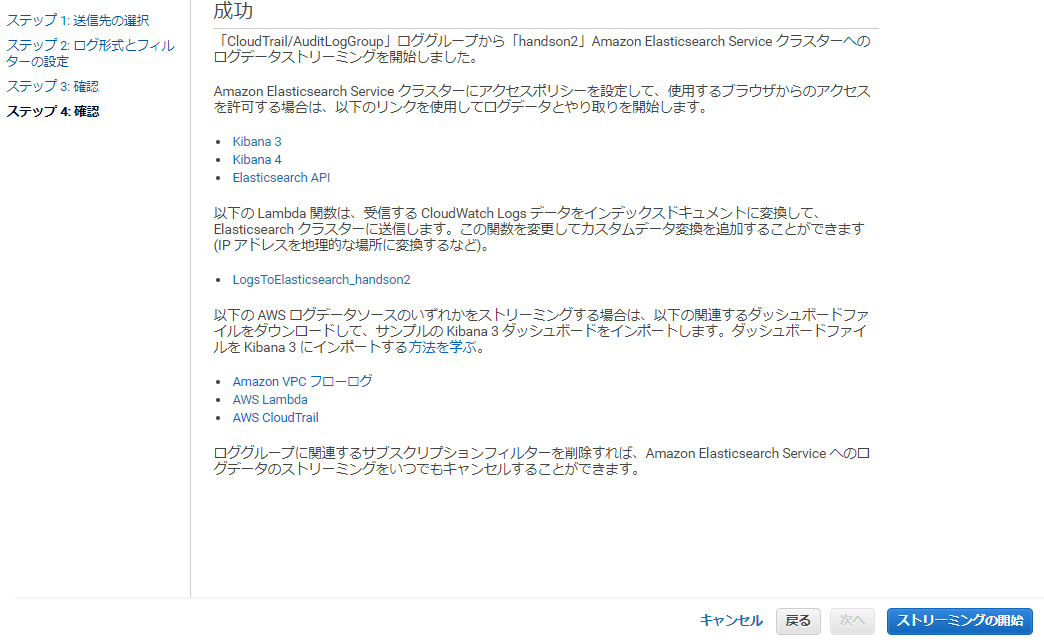 ステップ 1: 送信先の選択
ステップ 2: ログ形式とフィル
ターの設定
ステップ 3: 確認
ステップ 4: 確認
成功
「CloudTrail/AuditLogGroup」ロググループから「handson2」Amazon Elasticsearch Service クラスターへの
ログデータストリーミングを開始しました。
Amazon Elasticsearch Service クラスターにアクセスポリシーを設定して、使用するブラウザからのアクセス
を許可する場合は、以下のリンクを使用してログデータとやり取りを開始します。
• Kibana 3
• Kibana 4
• Elasticsearch API
以下の Lambda 関数は、受信する CloudWatch Logs データをインデックスドキュメントに変換して、
Elasticsearch クラスターに送信します。この関数を変更してカスタムデータ変換を追加することができます
(IP アドレスを地理的な場所に変換するなど)。
• LogsToElasticsearch_handson2
以下の AWS ログデータソースのいずれかをストリーミングする場合は、以下の関連するダッシュボードファ
イルをダウンロードして、サンプルの Kibana 3 ダッシュボードをインポートします。ダッシュボードファイ
ルを Kibana 3 にインポートする方法を学ぶ。
• Amazon VPC フローログ
• AWS Lambda
• AWS CloudTrail
ロググループに関連するサブスクリプションフィルターを削除すれば、Amazon Elasticsearch Service へのロ
グデータのストリーミングをいつでもキャンセルすることができます。
キャンセル 戻る 次へ ストリーミングの開始